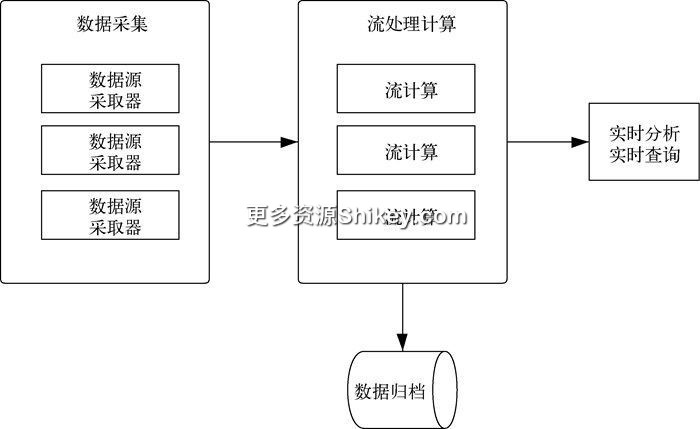 数据采集
数据源
采取器
数据源
采取器
数据源
采取器
流处理计算
流计算
流计算
流计算
更多资源Shikey.com
实时分析
实时查询
数据归档